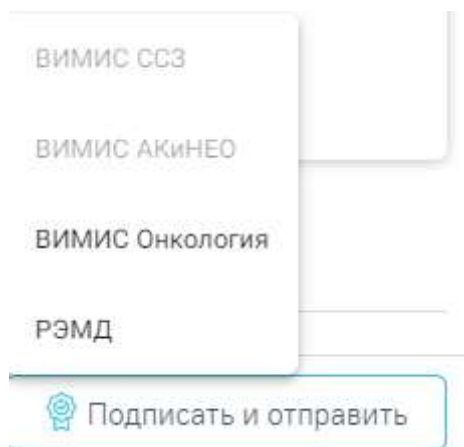 ВИМИС ССЗ
ВИМИС АКиНЕО
ВИМИС Онкология
РЭМД
Подписать и отправить